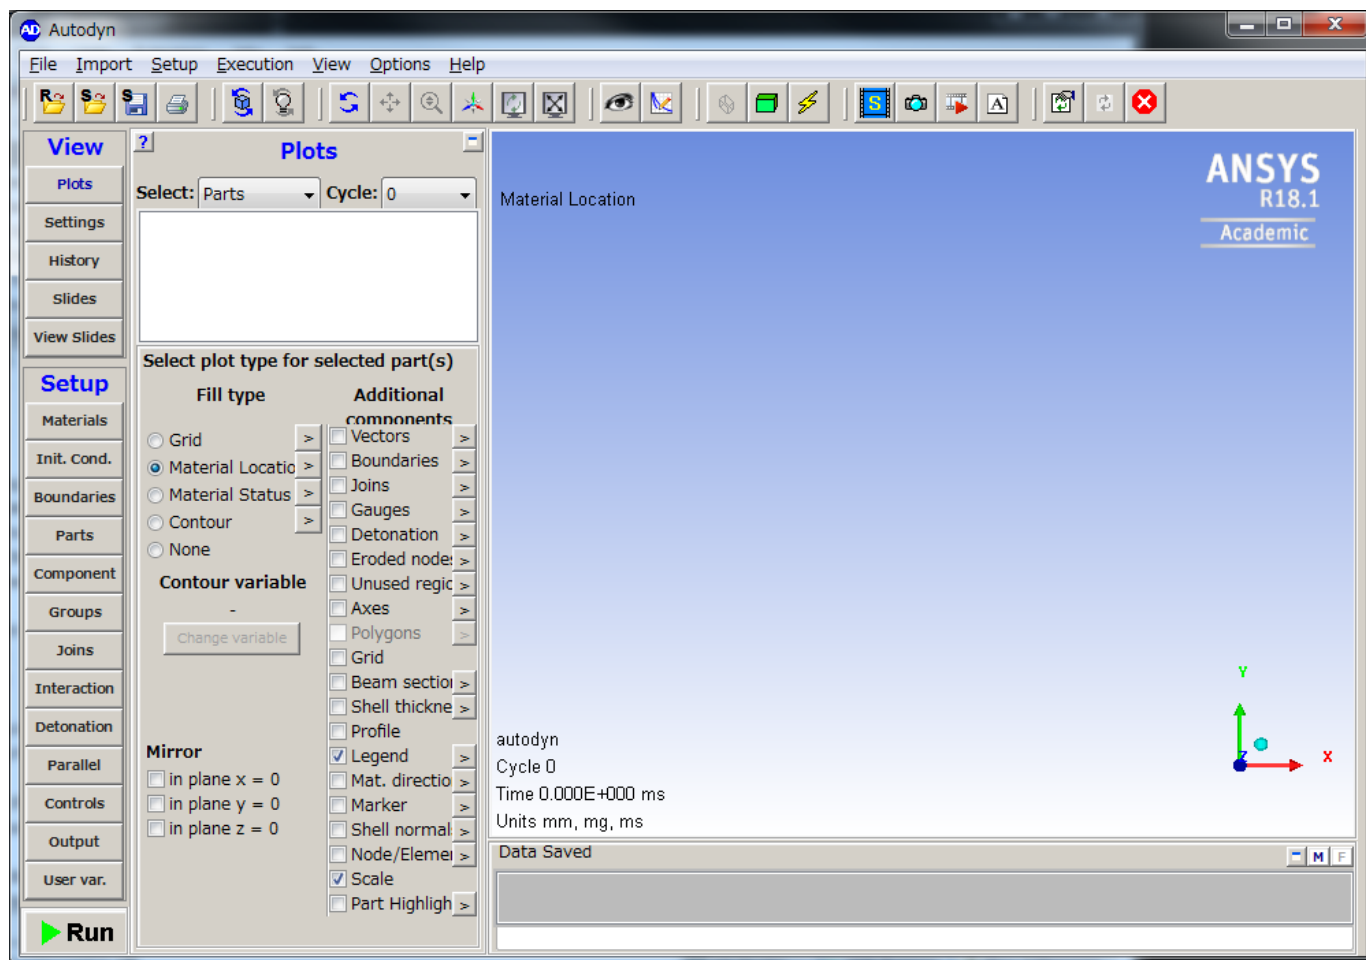 Autodyn
File Import Setup Execution View Options Help
View
Plots
Settings
History
Slides
View Slides
Setup
Materials
Init. Cond.
Boundaries
Parts
Component
Groups
Joins
Interaction
Detonation
Parallel
Controls
Output
User var.
Run
?
Plots
Select: Parts Cycle: 0
Select plot type for selected part(s)
Fill type
Grid >
Material Locatio >
Material Status >
Contour >
None
Contour variable
-
Change variable
Mirror
in plane x = 0
in plane y = 0
in plane z = 0
Additional
components
Vectors >
Boundaries >
Joins >
Gauges >
Detonation >
Eroded node >
Unused regio >
Axes >
Polygons >
Grid
Beam section >
Shell thickne >
Profile
Legend >
Mat. directio >
Marker >
Shell normal >
Node/Elemen >
Scale
Part Highligh >
Material Location
ANSYS
R18.1
Academic
autodyn
Cycle 0
Time 0.000E+000 ms
Units mm, mg, ms
Y
Z
X
Data Saved
M F